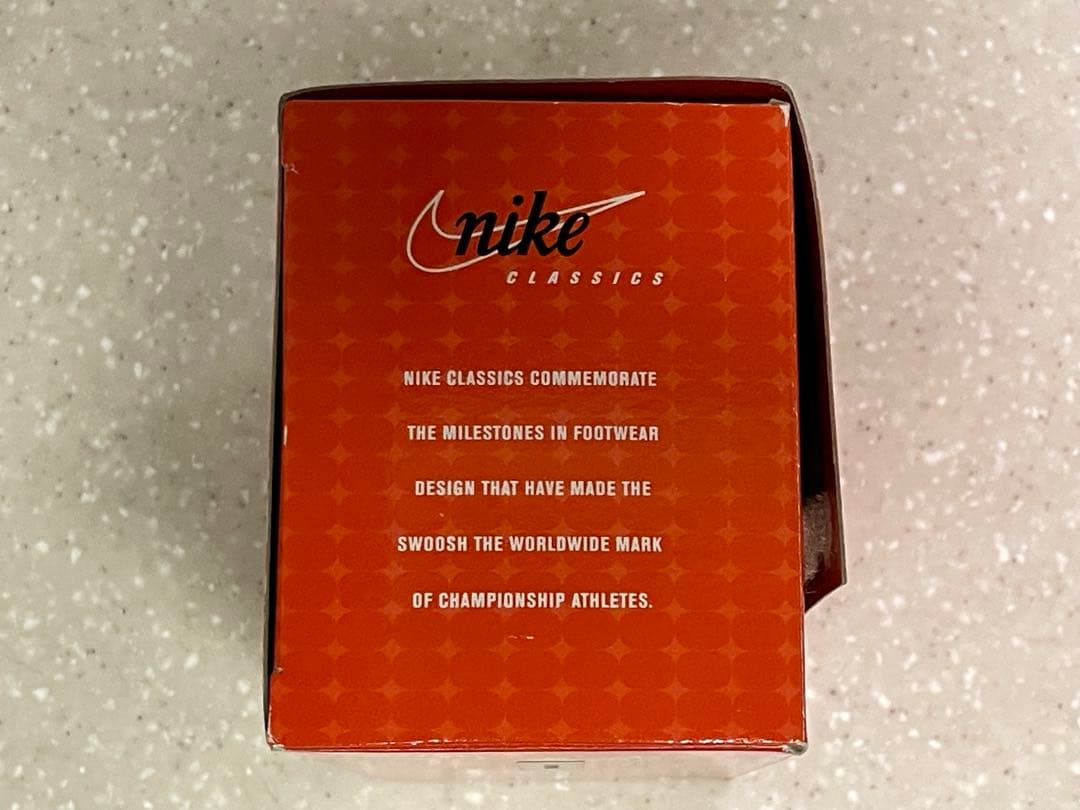 nike
CLASSICS
NIKE CLASSICS COMMEMORATE
THE MILESTONES IN FOOTWEAR
DESIGN THAT HAVE MADE THE
SWOOSH THE WORLDWIDE MARK
OF CHAMPIONSHIP ATHLETES.